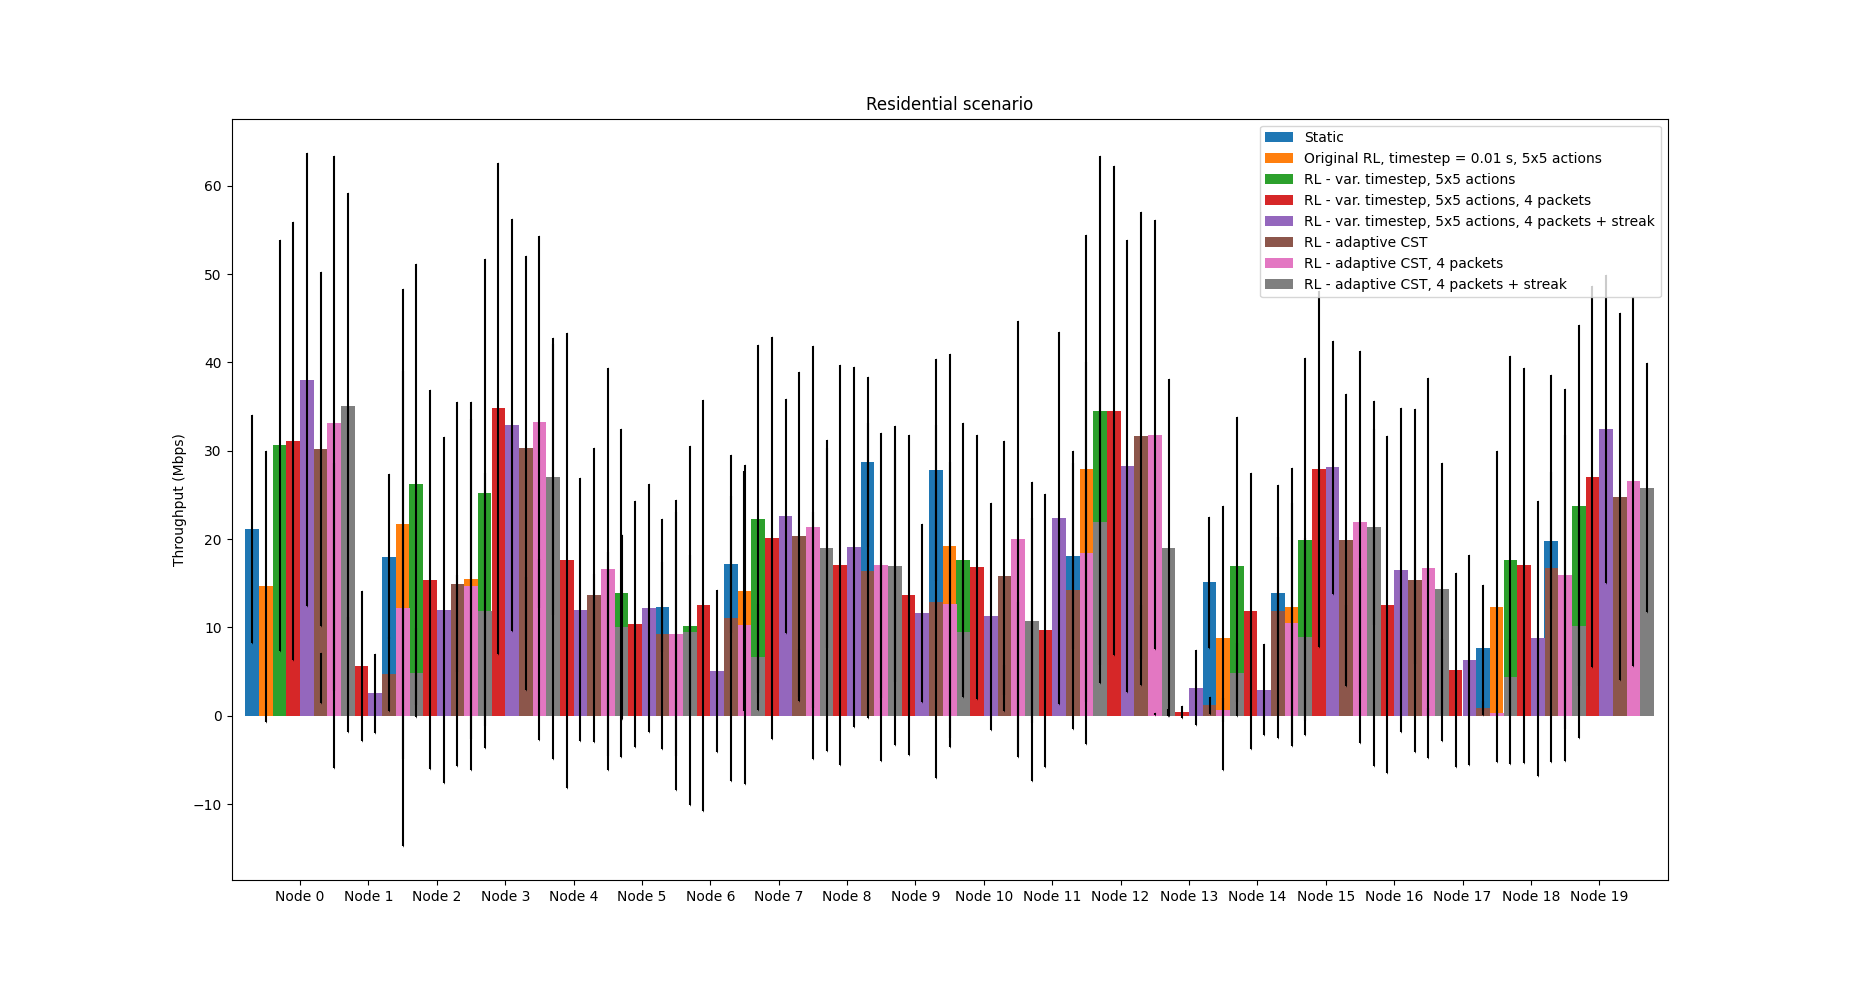 Residential scenario
Static
Original RL, timestep = 0.01 s, 5x5 actions
RL - var. timestep, 5x5 actions
RL - var. timestep, 5x5 actions, 4 packets
RL - var. timestep, 5x5 actions, 4 packets + streak
RL - adaptive CST
RL - adaptive CST, 4 packets
RL - adaptive CST, 4 packets + streak
Throughput (Mbps)
60
50
40
30
20
10
0
−10
Node 0 Node 1 Node 2 Node 3 Node 4 Node 5 Node 6 Node 7 Node 8 Node 9 Node 10 Node 11 Node 12 Node 13 Node 14 Node 15 Node 16 Node 17 Node 18 Node 19